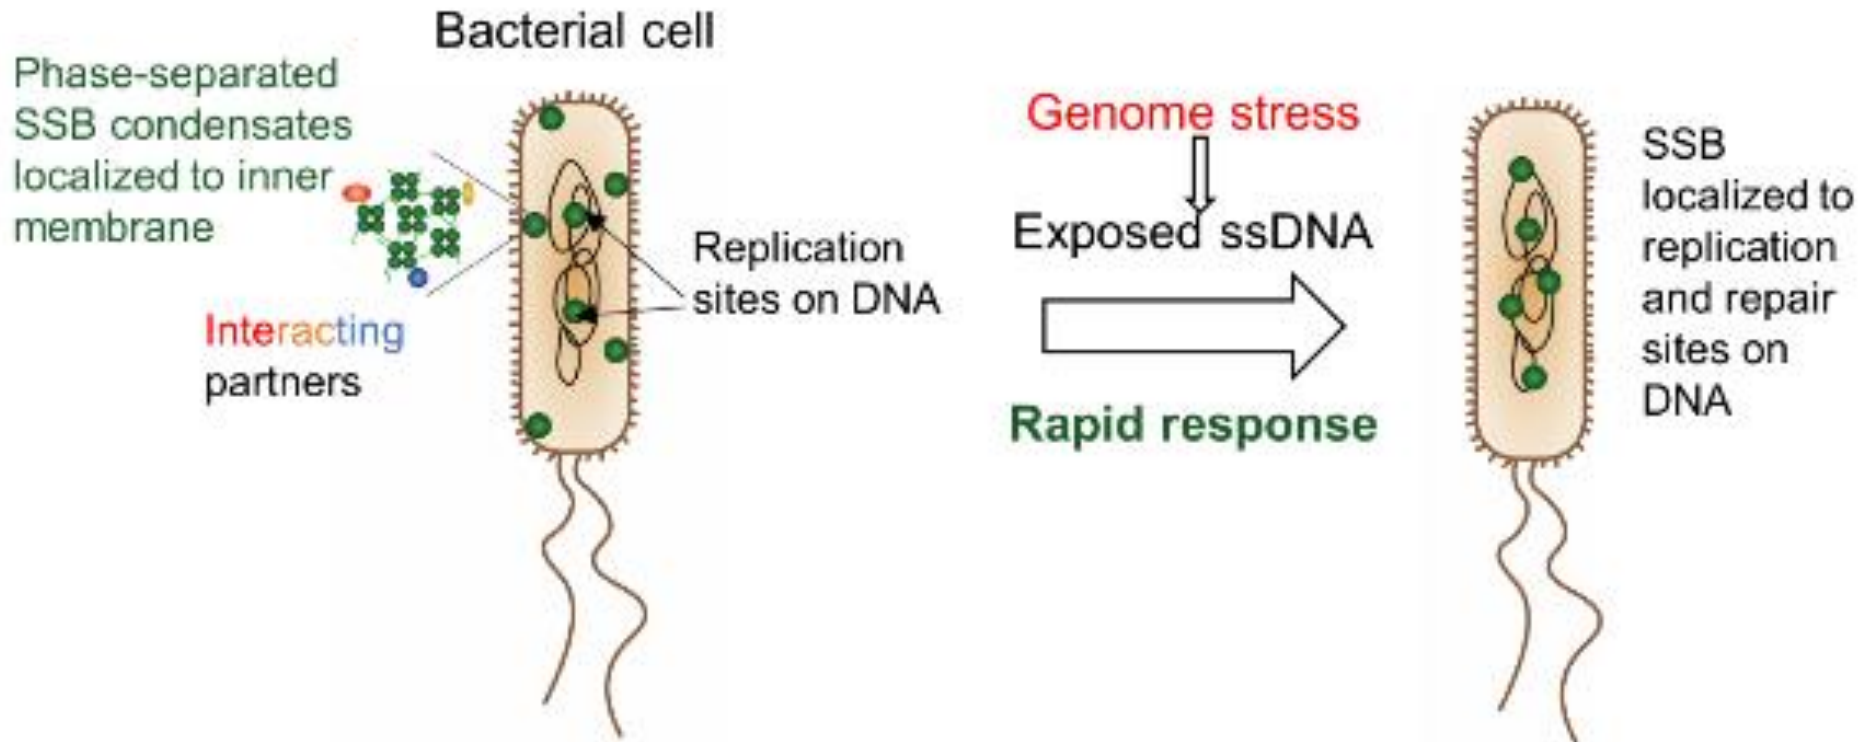 Bacterial cell
Phase-separated
SSB condensates
localized to inner
membrane
Interacting
partners
Replication
sites on DNA
Genome stress
Exposed ssDNA
Rapid response
SSB
localized to
replication
and repair
sites on
DNA